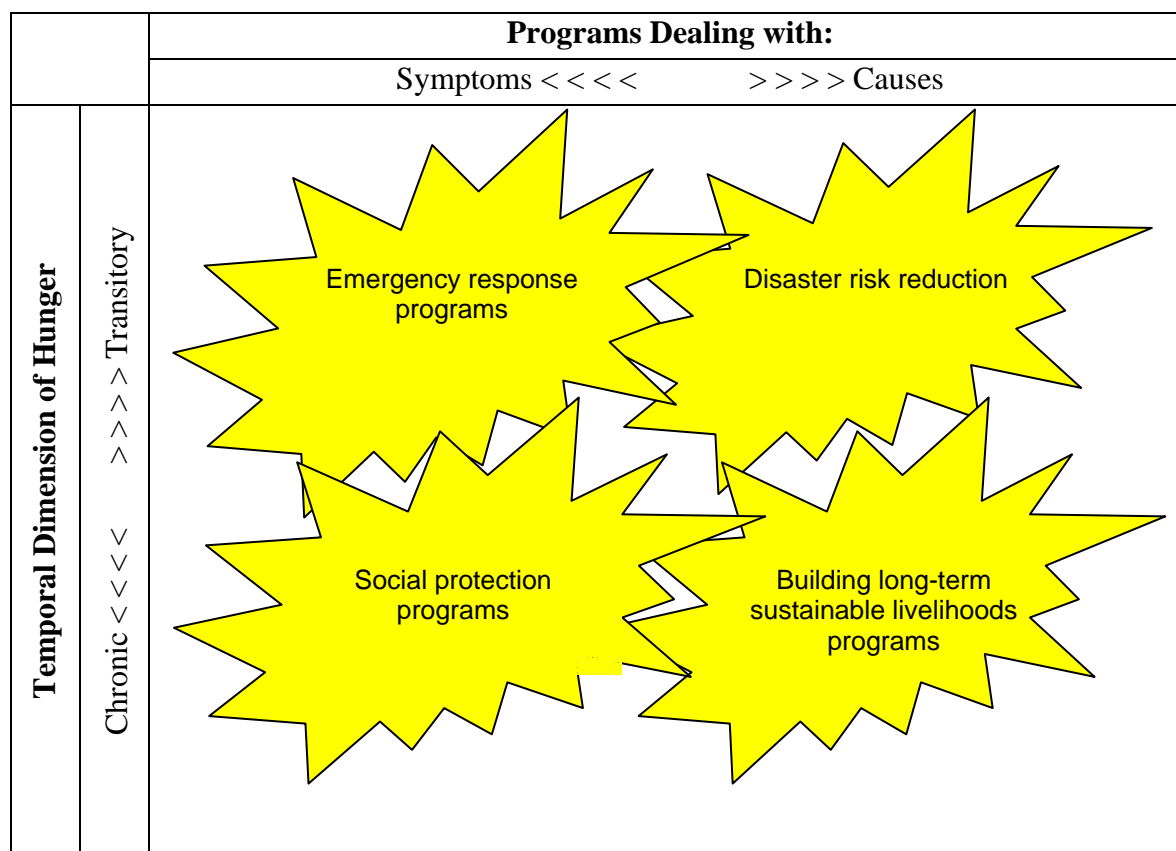 Programs Dealing with:
Symptoms < < < < > > > > Causes
Temporal Dimension of Hunger
Chronic < < < < > > > > Transitory
Emergency response
programs
Disaster risk reduction
Social protection
programs
Building long-term
sustainable livelihoods
programs